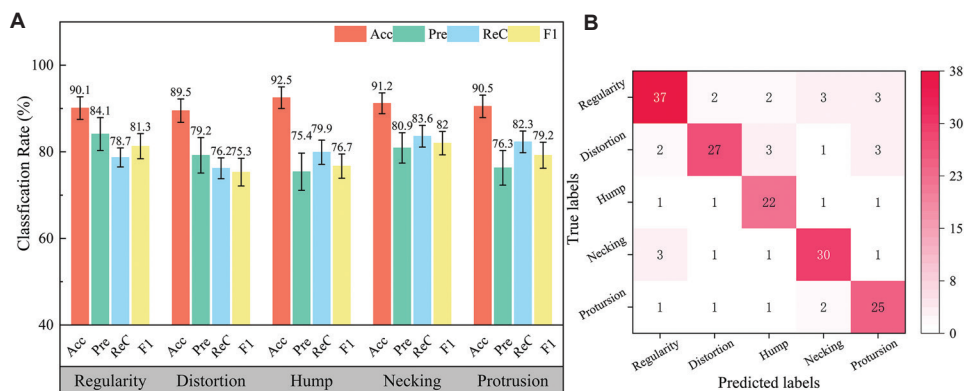 A
Acc Pre ReC F1
Classfication Rate (%)
100
80
60
40
90.1 84.1 78.7 81.3
89.5 79.2 76.2 75.3
92.5 75.4 79.9 76.7
91.2 80.9 83.6 82
90.5 76.3 82.3 79.2
Acc Pre ReC F1 Acc Pre ReC F1 Acc Pre ReC F1 Acc Pre ReC F1 Acc Pre ReC F1
Regularity Distortion Hump Necking Protrusion
B
True labels
Regularity 37 2 2 3 3
Distortion 2 27 3 1 3
Hump 1 1 22 1 1
Necking 3 1 1 30 1
Protursion 1 1 1 2 25
Regularity Distortion Hump Necking Protursion
Predicted labels
38
30
23
15
8
0